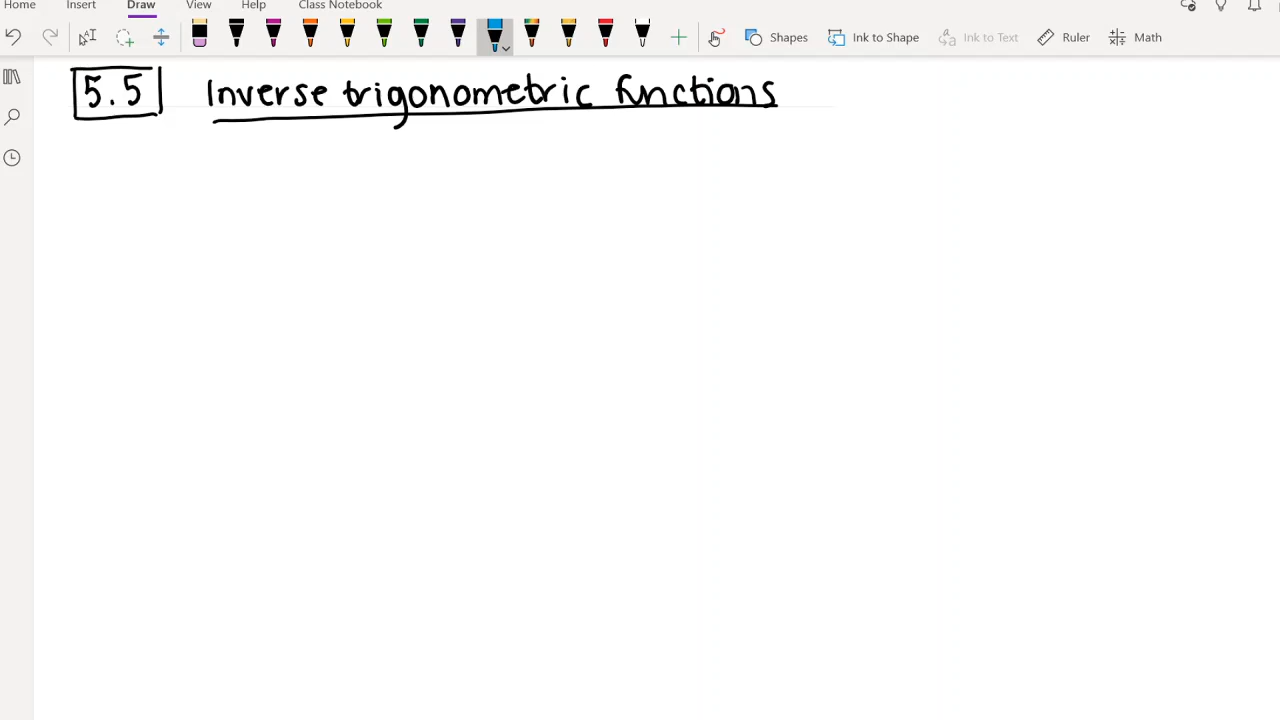 Home Insert Draw View Help Class Notebook
Shapes Ink to Shape Ink to Text Ruler Math
5.5 Inverse trigonometric functions